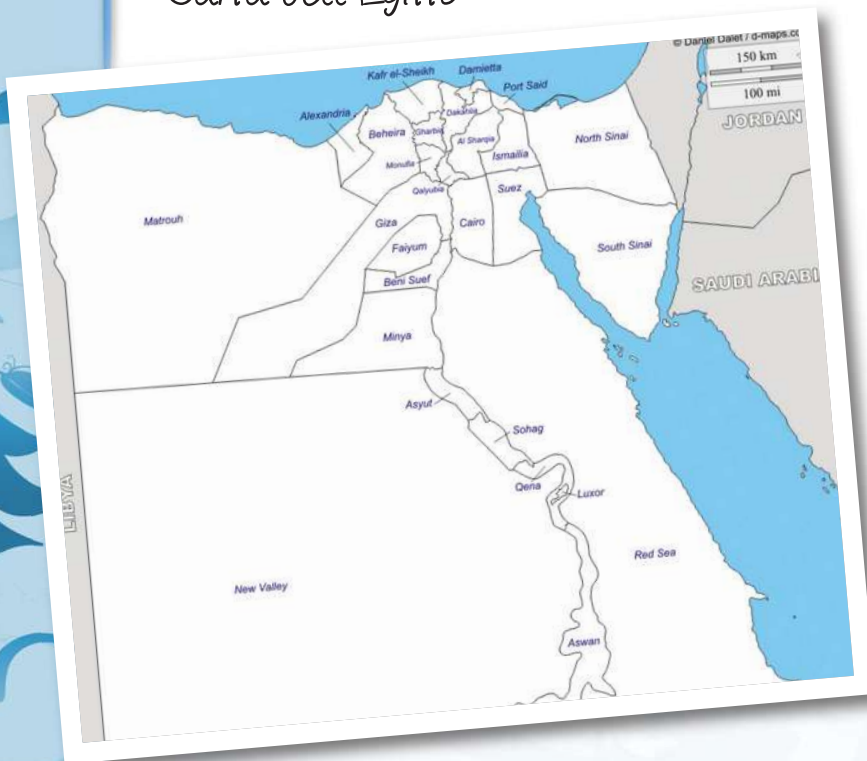 © Daniel Dalet / d-maps.co
150 km
100 mi
Kafr el-Sheikh
Damietta
Port Said
Alexandria
Dakahlia
Beheira
Gharbia
Al Sharqia
Monufia
Ismailia
North Sinai
JORDAN
Qalyubia
Suez
Matrouh
Giza
Cairo
Faiyum
South Sinai
SAUDI ARABI
Beni Suef
Minya
Asyut
Sohag
Qena
Luxor
LIBYA
Red Sea
New Valley
Aswan